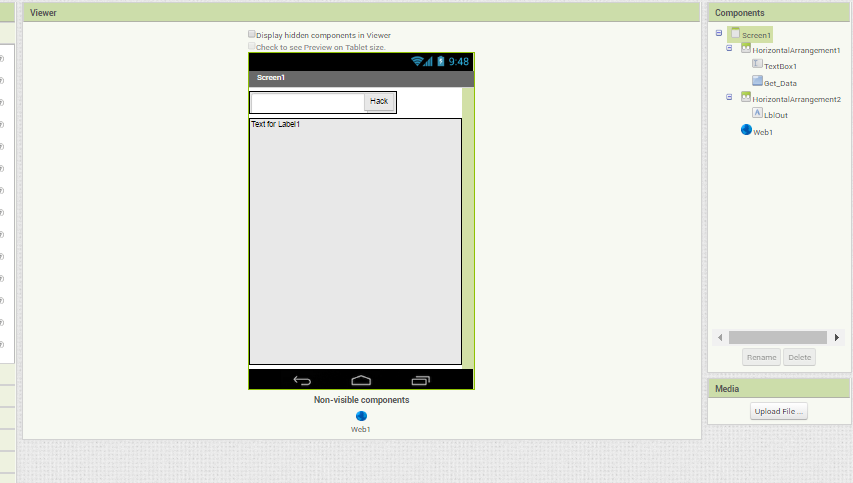 Viewer
Display hidden components in Viewer
Check to see Preview on Tablet size.
9:48
Screen1
Hack
Text for Label1
Non-visible components
Web1
Components
Screen1
HorizontalArrangement1
TextBox1
Get_Data
HorizontalArrangement2
A LblOut
Web1
Rename Delete
Media
Upload File ...